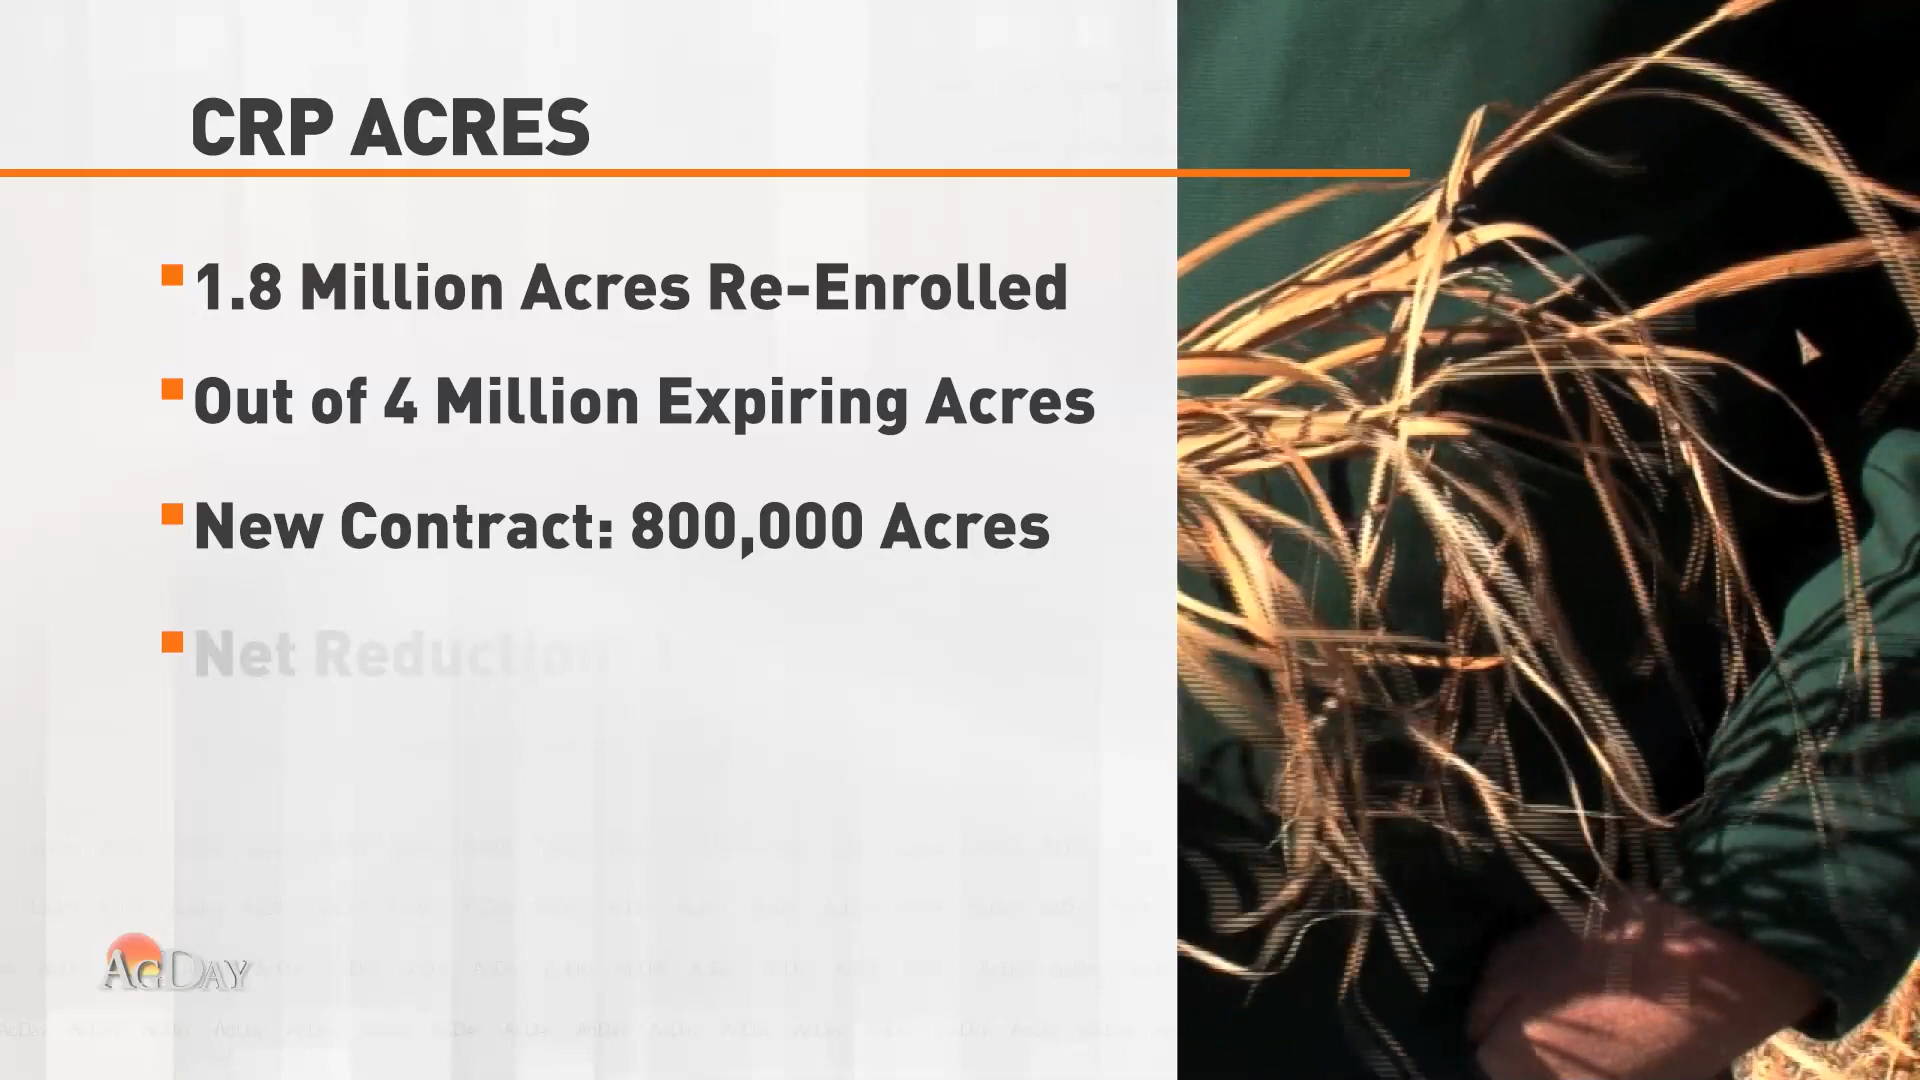 CRP ACRES
1.8 Million Acres Re-Enrolled
Out of 4 Million Expiring Acres
New Contract: 800,000 Acres
Net Reduction
AGDAY